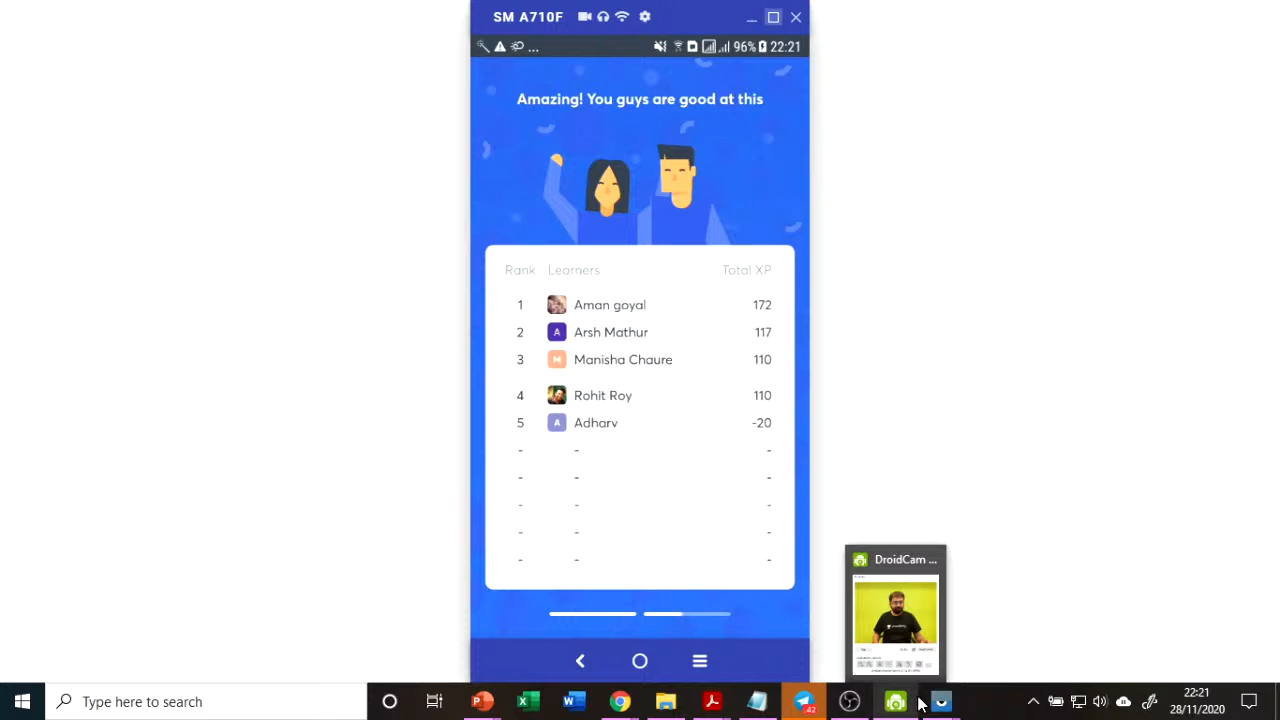 SM A710F
... 96% 22:21
Amazing! You guys are good at this
Rank Learners Total XP
1 Aman goyal 172
2 A Arsh Mathur 117
3 M Manisha Chaure 110
4 Rohit Roy 110
5 A Adharv -20
- - -
- - -
- - -
- - -
- - -
DroidCam ...
Type here to search
42
22:21
28/11/2020